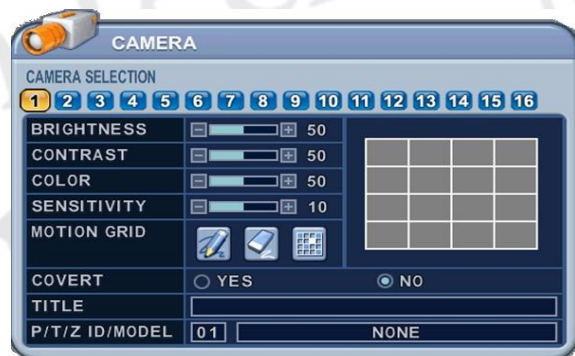 CAMERA
CAMERA SELECTION
1 2 3 4 5 6 7 8 9 10 11 12 13 14 15 16
BRIGHTNESS 50
CONTRAST 50
COLOR 50
SENSITIVITY 10
MOTION GRID
COVERT YES NO
TITLE
P/T/Z ID/MODEL 01 NONE